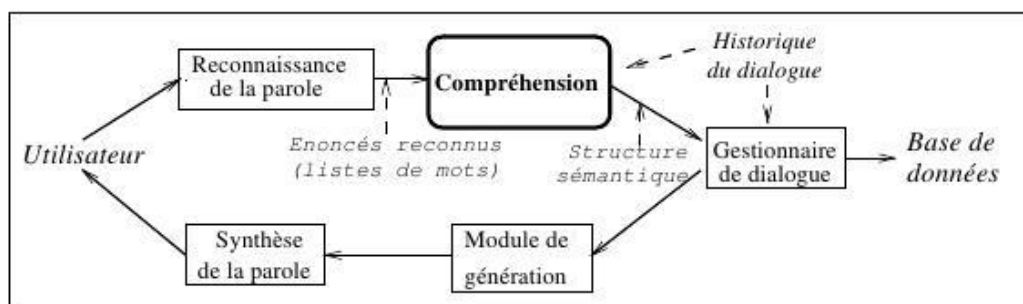 Reconnaissance
de la parole
Compréhension
Historique
du dialogue
Utilisateur
Enoncés reconnus
(listes de mots)
Structure
sémantique
Gestionnaire
de dialogue
Base de
données
Synthèse
de la parole
Module de
génération